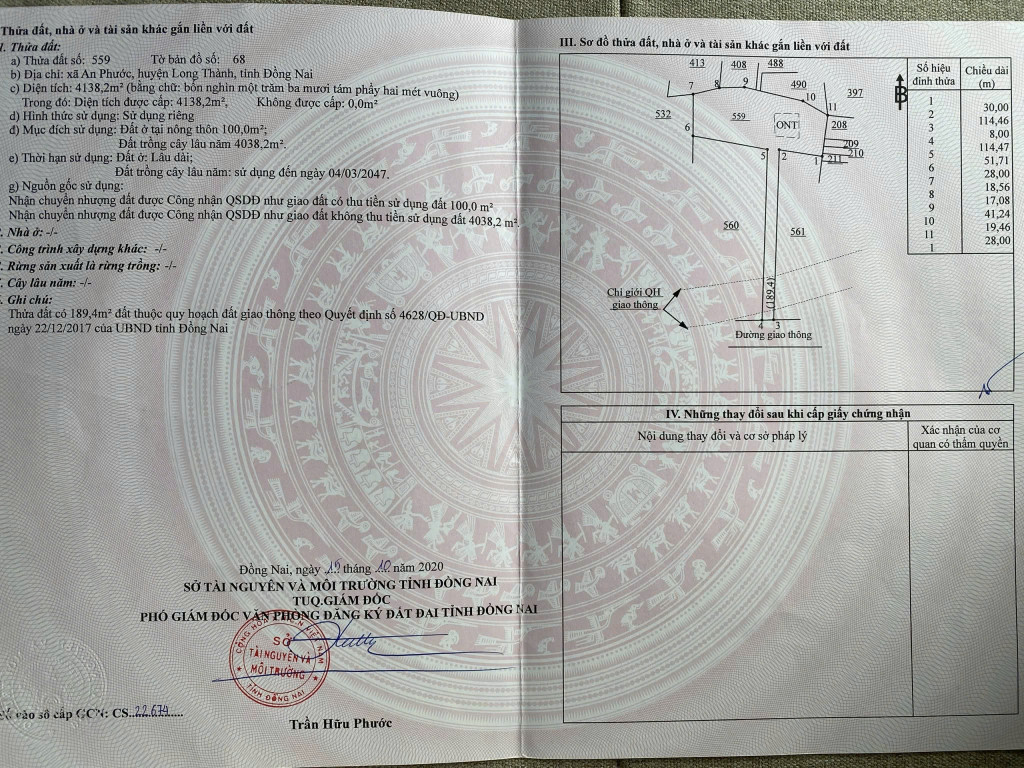 Thửa đất, nhà ở và tài sản khác gắn liền với đất
Thửa đất:
a) Thửa đất số: 559 Tờ bản đồ số: 68
b) Địa chỉ: xã An Phước, huyện Long Thành, tỉnh Đồng Nai
c) Diện tích: 4138,2m² (bằng chữ: bốn nghìn một trăm ba mươi tám phẩy hai mét vuông)
Trong đó: Diện tích được cấp: 4138,2m², Không được cấp: 0,0m²
d) Hình thức sử dụng: Sử dụng riêng
đ) Mục đích sử dụng: Đất ở tại nông thôn 100,0m²;
Đất trồng cây lâu năm 4038,2m².
e) Thời hạn sử dụng: Đất ở: Lâu dài;
Đất trồng cây lâu năm: sử dụng đến ngày 04/03/2047.
g) Nguồn gốc sử dụng:
Nhận chuyển nhượng đất được Công nhận QSDĐ như giao đất có thu tiền sử dụng đất 100,0 m²
Nhận chuyển nhượng đất được Công nhận QSDĐ như giao đất không thu tiền sử dụng đất 4038,2 m².
Nhà ở: -/-
Công trình xây dựng khác: -/-
Rừng sản xuất là rừng trồng: -/-
Cây lâu năm: -/-
Ghi chú:
Thửa đất có 189,4m² đất thuộc quy hoạch đất giao thông theo Quyết định số 4628/QĐ-UBND
ngày 22/12/2017 của UBND tỉnh Đồng Nai
Đồng Nai, ngày 19 tháng 10 năm 2020
SỞ TÀI NGUYÊN VÀ MÔI TRƯỜNG TỈNH ĐỒNG NAI
TUQ.GIÁM ĐỐC
PHÓ GIÁM ĐỐC VĂN PHÒNG ĐĂNG KÝ ĐẤT ĐAI TỈNH ĐỒNG NAI
SỞ
TÀI NGUYÊN VÀ
MÔI TRƯỜNG
TỈNH ĐỒNG NAI
Trần Hữu Phước
vào sổ cấp GCN: CS..22674.....
III. Sơ đồ thửa đất, nhà ở và tài sản khác gắn liền với đất
413 408 488
7 8 9 490
10 397
532 559 11
ONT 208
6 209
5 2 1 211 210
560 561
Chỉ giới QH
giao thông
(189,4)
4 3
Đường giao thông
Số hiệu đỉnh thửa Chiều dài (m)
1
30,00
2
114,46
3
8,00
4
114,47
5
51,71
6
28,00
7
18,56
8
17,08
9
41,24
10
19,46
11
28,00
1
IV. Những thay đổi sau khi cấp giấy chứng nhận
Nội dung thay đổi và cơ sở pháp lý
Xác nhận của cơ
quan có thẩm quyền